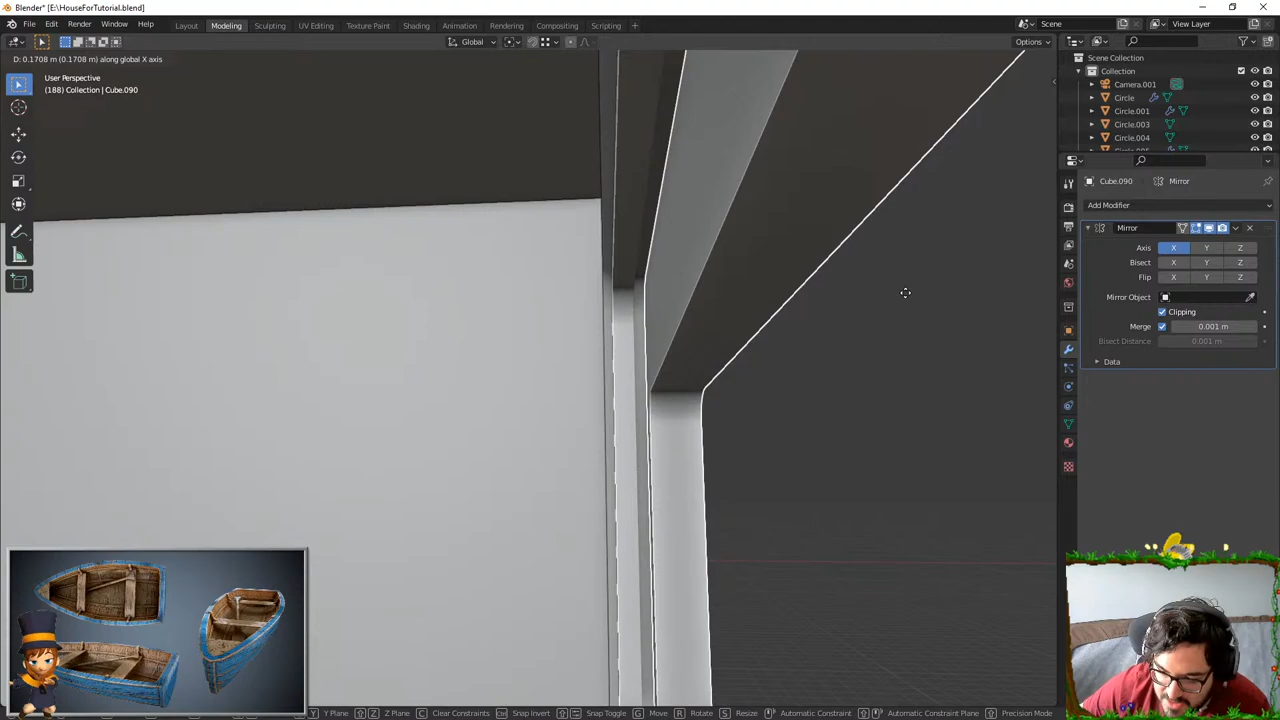 Blender* [E:\HouseForTutorial.blend]
File Edit Render Window Help Layout Modeling Sculpting UV Editing Texture Paint Shading Animation Rendering Compositing Scripting + Scene View Layer
Global Options
D: 0.1708 m (0.1708 m) along global X axis
User Perspective
(188) Collection | Cube.090
Scene Collection
Collection
Camera.001
Circle
Circle.001
Circle.003
Circle.004
Cube.090 Mirror
Add Modifier
Mirror
Axis X Y Z
Bisect X Y Z
Flip X Y Z
Mirror Object
Clipping
Merge 0.001 m
Bisect Distance 0.001 m
Data
Y Y Plane Z Z Plane C Clear Constraints Snap Invert Snap Toggle G Move R Rotate S Resize Automatic Constraint Automatic Constraint Plane Precision Mode